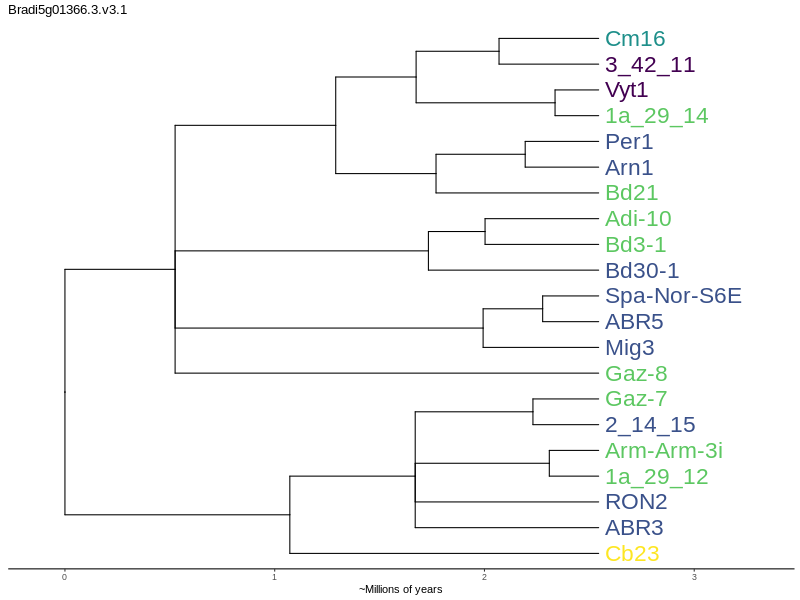 Bradi5g01366.3.v3.1
Cm16
3_42_11
Vyt1
1a_29_14
Per1
Arn1
Bd21
Adi-10
Bd3-1
Bd30-1
Spa-Nor-S6E
ABR5
Mig3
Gaz-8
Gaz-7
2_14_15
Arm-Arm-3i
1a_29_12
RON2
ABR3
Cb23
0 1 2 3
~Millions of years